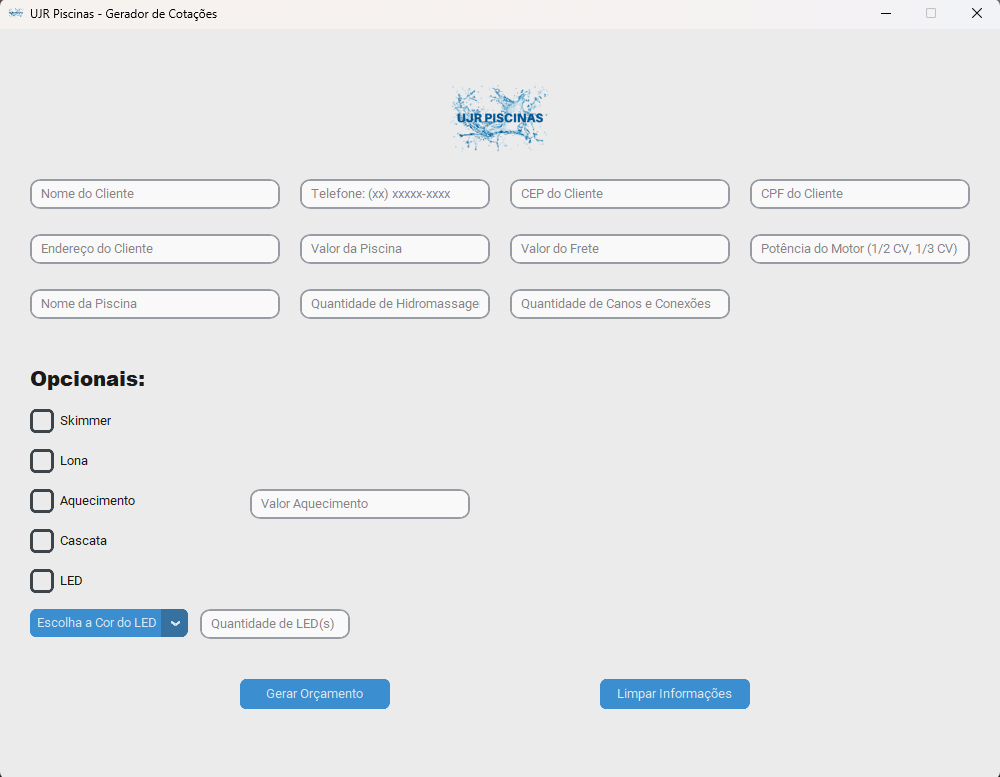 UJR Piscinas - Gerador de Cotações
UJR PISCINAS
Nome do Cliente
Telefone: (xx) xxxxx-xxxx
CEP do Cliente
CPF do Cliente
Endereço do Cliente
Valor da Piscina
Valor do Frete
Potência do Motor (1/2 CV, 1/3 CV)
Nome da Piscina
Quantidade de Hidromassage
Quantidade de Canos e Conexões
Opcionais:
Skimmer
Lona
Aquecimento
Valor Aquecimento
Cascata
LED
Escolha a Cor do LED
Quantidade de LED(s)
Gerar Orçamento
Limpar Informações